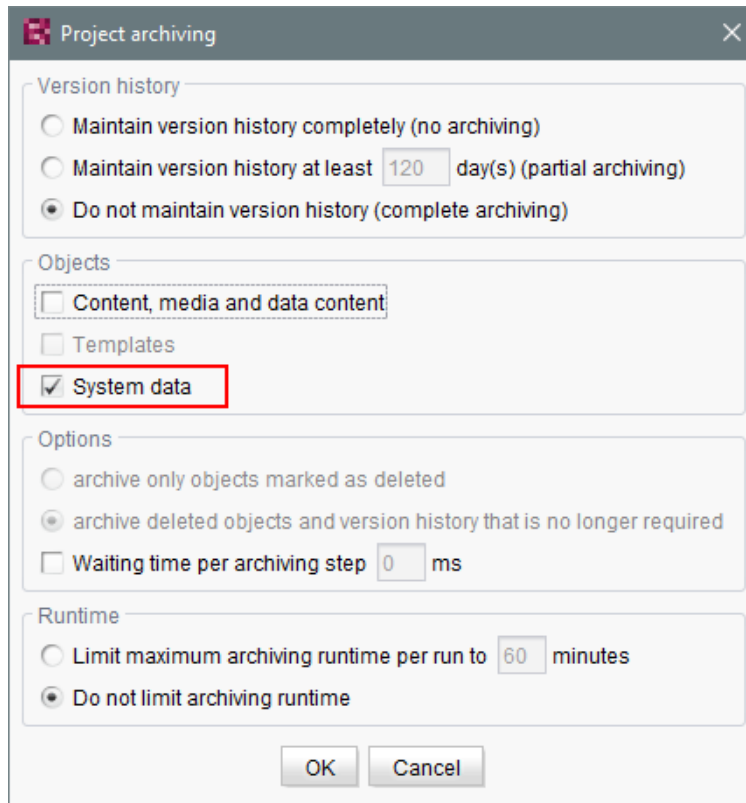 Project archiving
Version history
Maintain version history completely (no archiving)
Maintain version history at least 120 day(s) (partial archiving)
Do not maintain version history (complete archiving)
Objects
Content, media and data content
Templates
System data
Options
archive only objects marked as deleted
archive deleted objects and version history that is no longer required
Waiting time per archiving step 0 ms
Runtime
Limit maximum archiving runtime per run to 60 minutes
Do not limit archiving runtime
OK Cancel